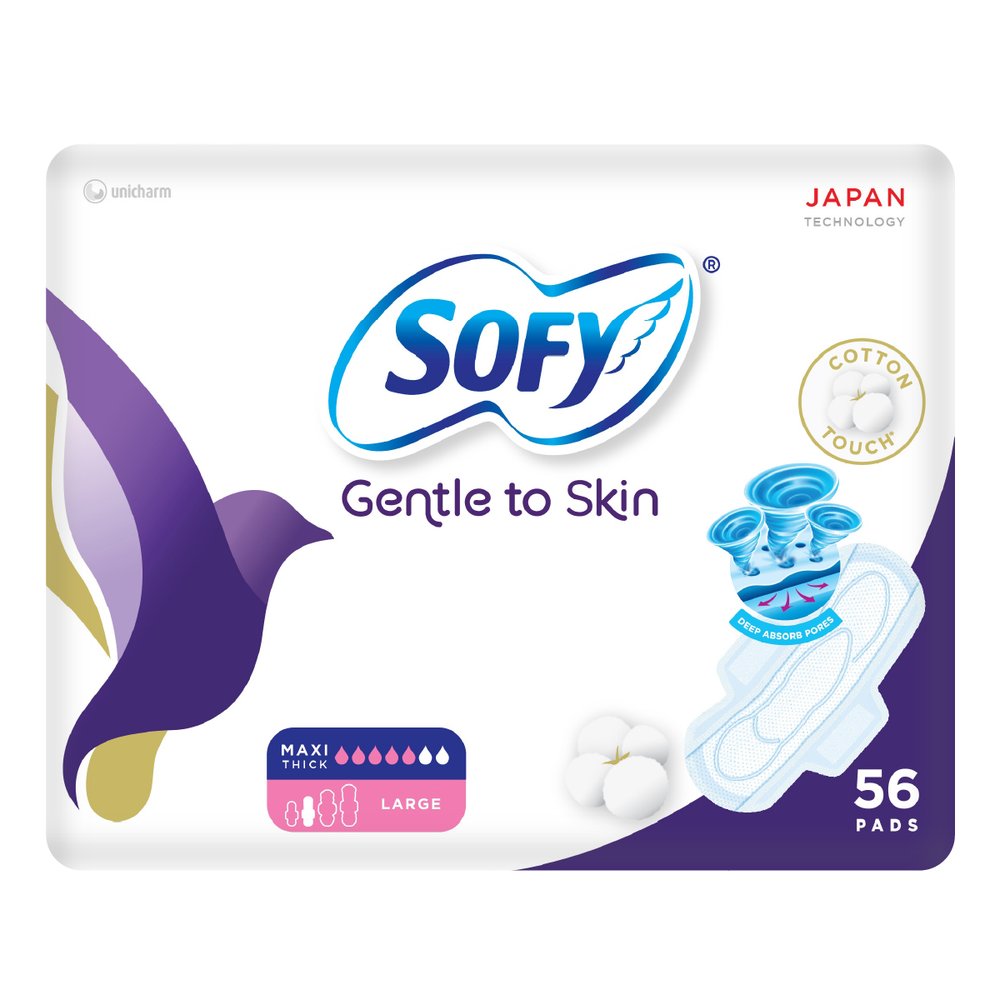 unicharm
JAPAN
TECHNOLOGY
SOFY®
Gentle to Skin
COTTON
TOUCH*
DEEP ABSORB PORES
MAXI
THICK
LARGE
56
PADS